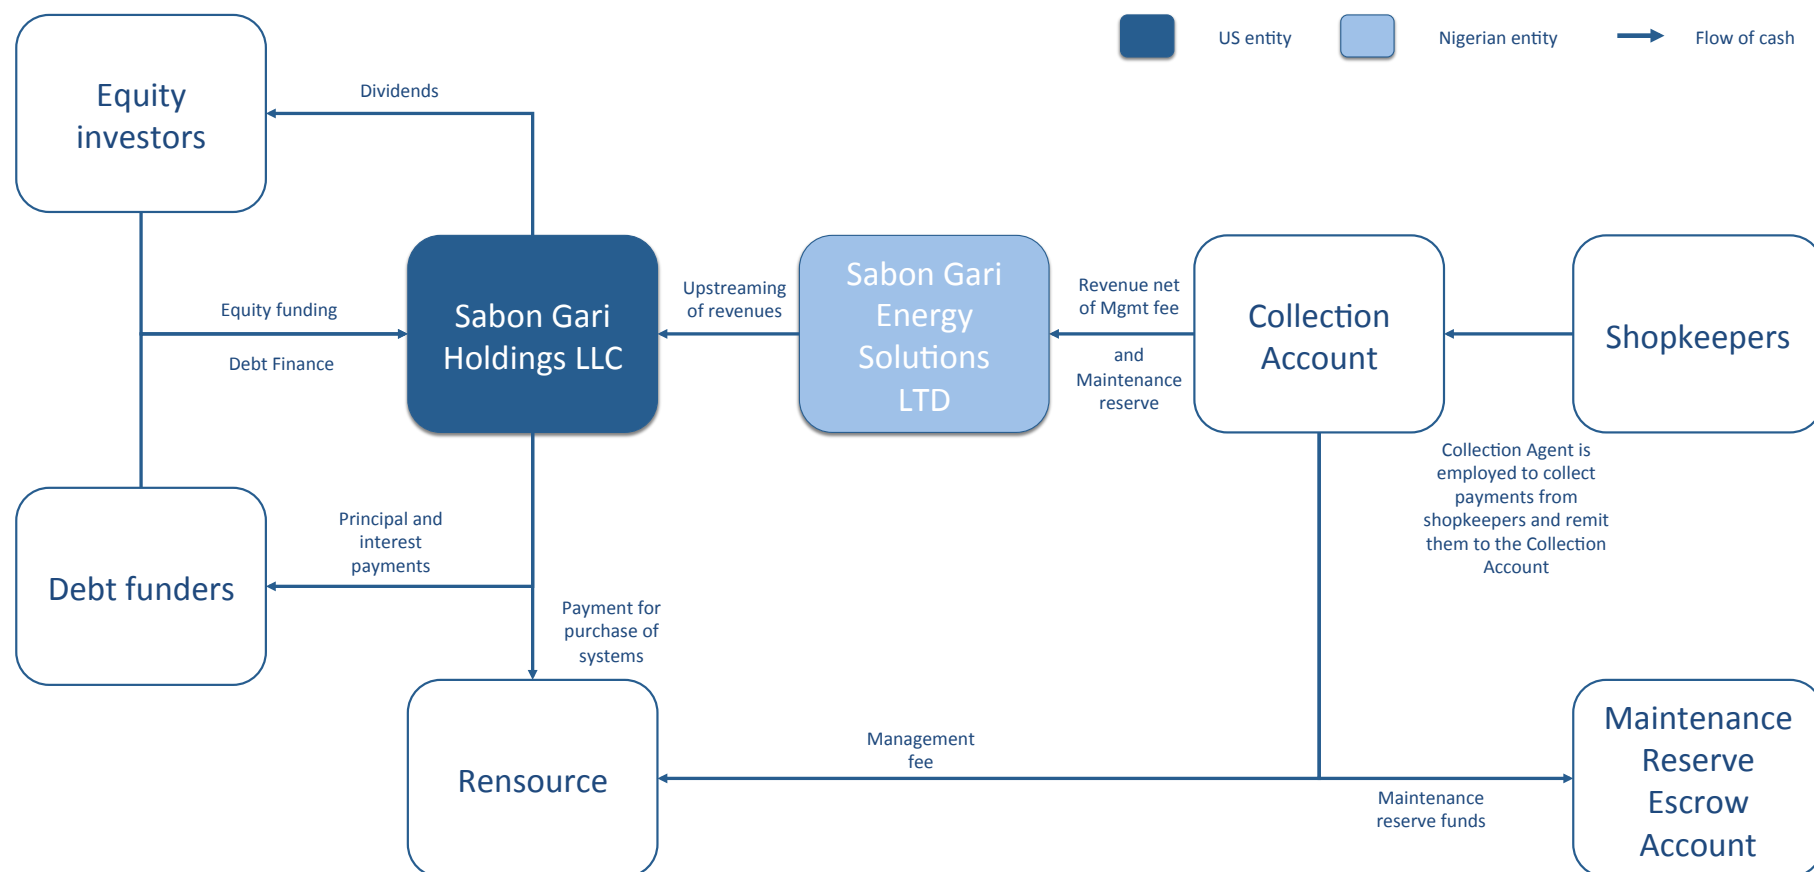 US entity
Nigerian entity
Flow of cash
Equity
investors
Dividends
Equity funding
Debt Finance
Sabon Gari
Holdings LLC
Upstreaming
of revenues
Sabon Gari
Energy
Solutions
LTD
Revenue net
of Mgmt fee
and
Maintenance
reserve
Collection
Account
Shopkeepers
Collection Agent is
employed to collect
payments from
shopkeepers and remit
them to the Collection
Account
Debt funders
Principal and
interest
payments
Payment for
purchase of
systems
Rensource
Management
fee
Maintenance
reserve funds
Maintenance
Reserve
Escrow
Account